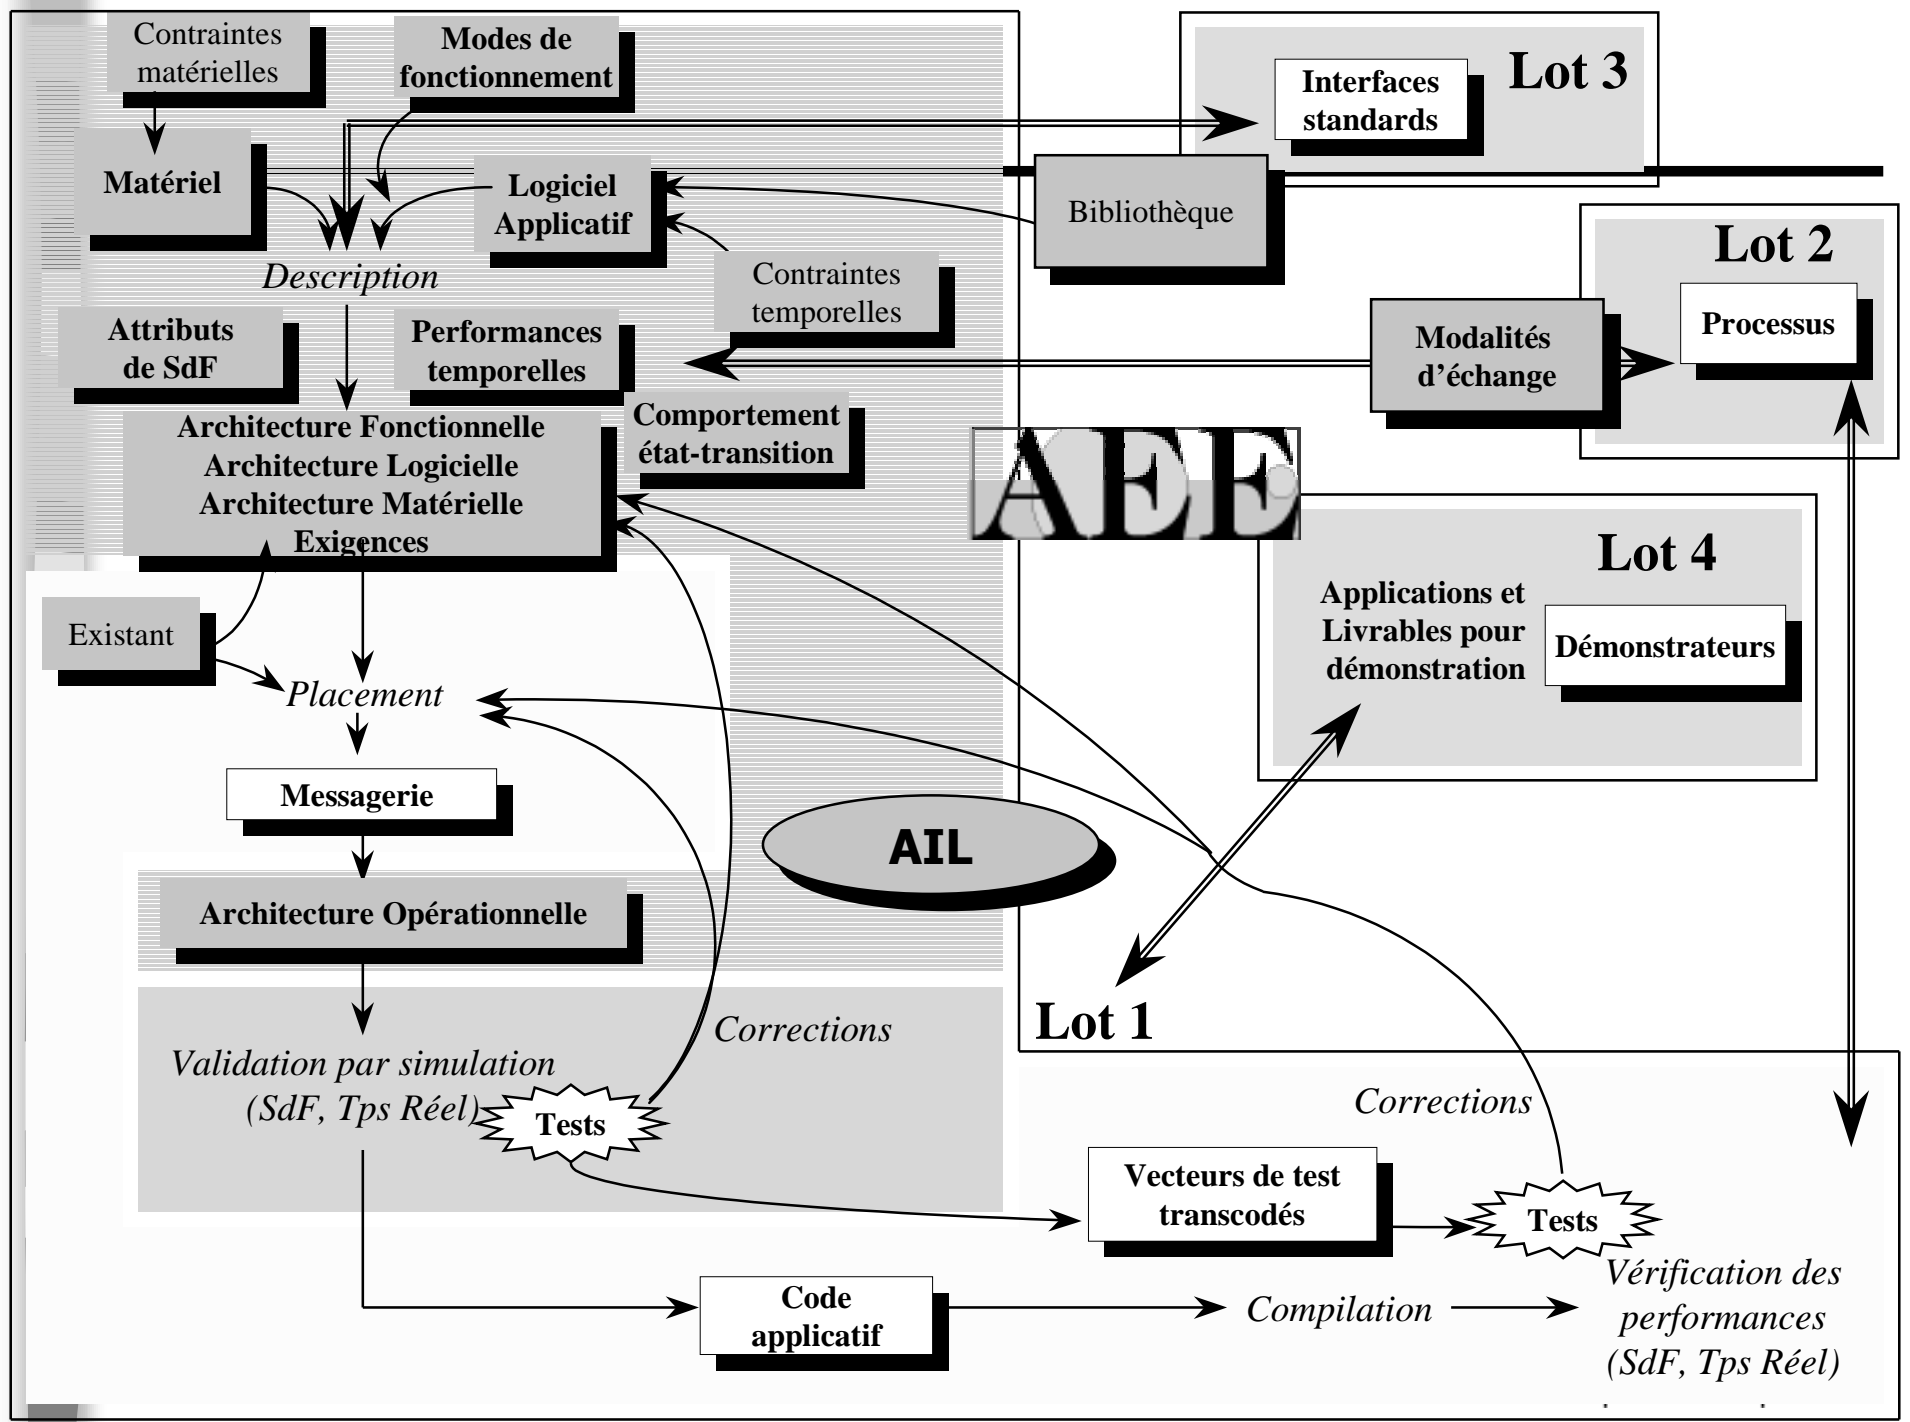 Contraintes
matérielles
Modes de
fonctionnement
Interfaces
standards
Lot 3
Matériel
Logiciel
Applicatif
Bibliothèque
Lot 2
Description
Contraintes
temporelles
Processus
Attributs
de SdF
Performances
temporelles
Modalités
d’échange
Comportement
état-transition
Architecture Fonctionnelle
Architecture Logicielle
Architecture Matérielle
Exigences
AEE
Lot 4
Applications et
Livrables pour
démonstration
Démonstrateurs
Existant
Placement
Messagerie
AIL
Architecture Opérationnelle
Lot 1
Corrections
Validation par simulation
(SdF, Tps Réel)
Tests
Corrections
Vecteurs de test
transcodés
Tests
Code
applicatif
Compilation
Vérification des
performances
(SdF, Tps Réel)